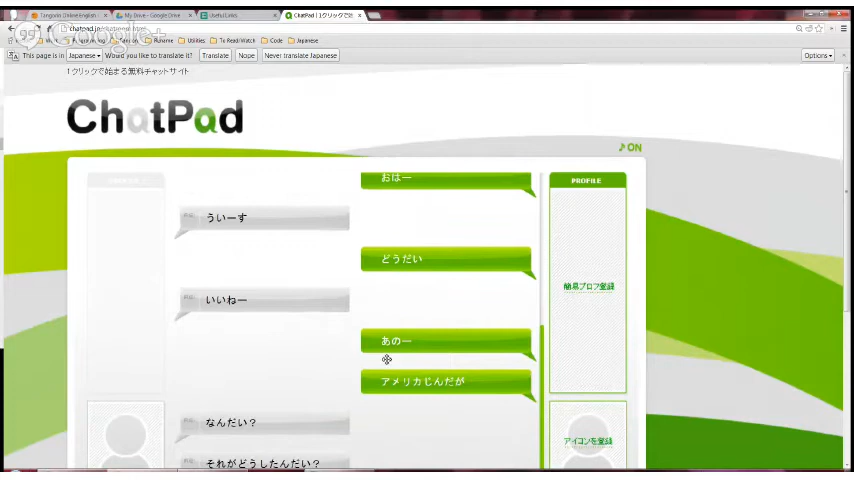 Tangorin Online English
My Drive - Google Drive
Useful Links
ChatPad | 1クリックでた
Google+
Rename
Utilities
To Read/Watch
Code
Japanese
This page is in
Japanese
Would you like to translate it?
Translate
Nope
Never translate Japanese
Options
1クリックで始まる無料チャットサイト
ChatPad
♪ON
PROFILE
PROFILE
おはー
ういーす
どうだい
簡易プロフ登録
いいねー
あのー
アメリカじんだが
なんだい？
アイコンを登録
それがどうしたんだい？